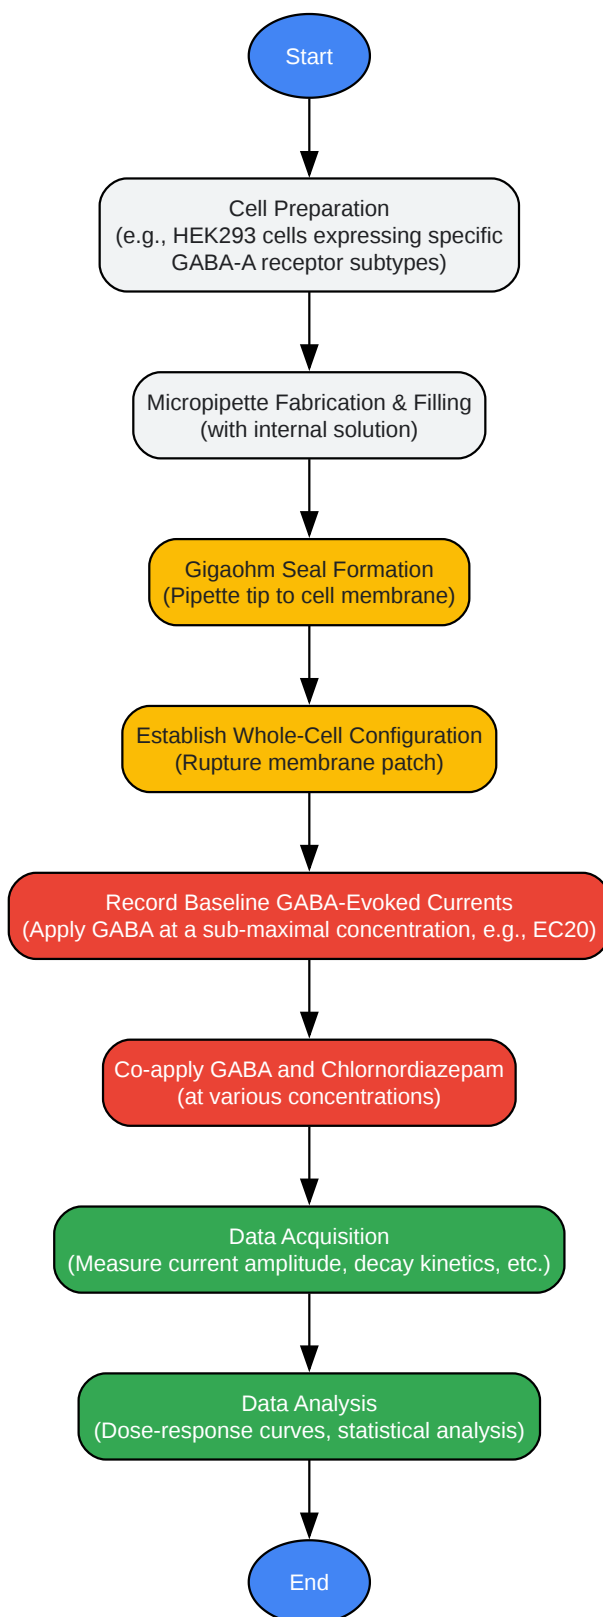 Start
Cell Preparation
(e.g., HEK293 cells expressing specific
GABA-A receptor subtypes)
Micropipette Fabrication & Filling
(with internal solution)
Gigaohm Seal Formation
(Pipette tip to cell membrane)
Establish Whole-Cell Configuration
(Rupture membrane patch)
Record Baseline GABA-Evoked Currents
(Apply GABA at a sub-maximal concentration, e.g., EC20)
Co-apply GABA and Chlornordiazepam
(at various concentrations)
Data Acquisition
(Measure current amplitude, decay kinetics, etc.)
Data Analysis
(Dose-response curves, statistical analysis)
End